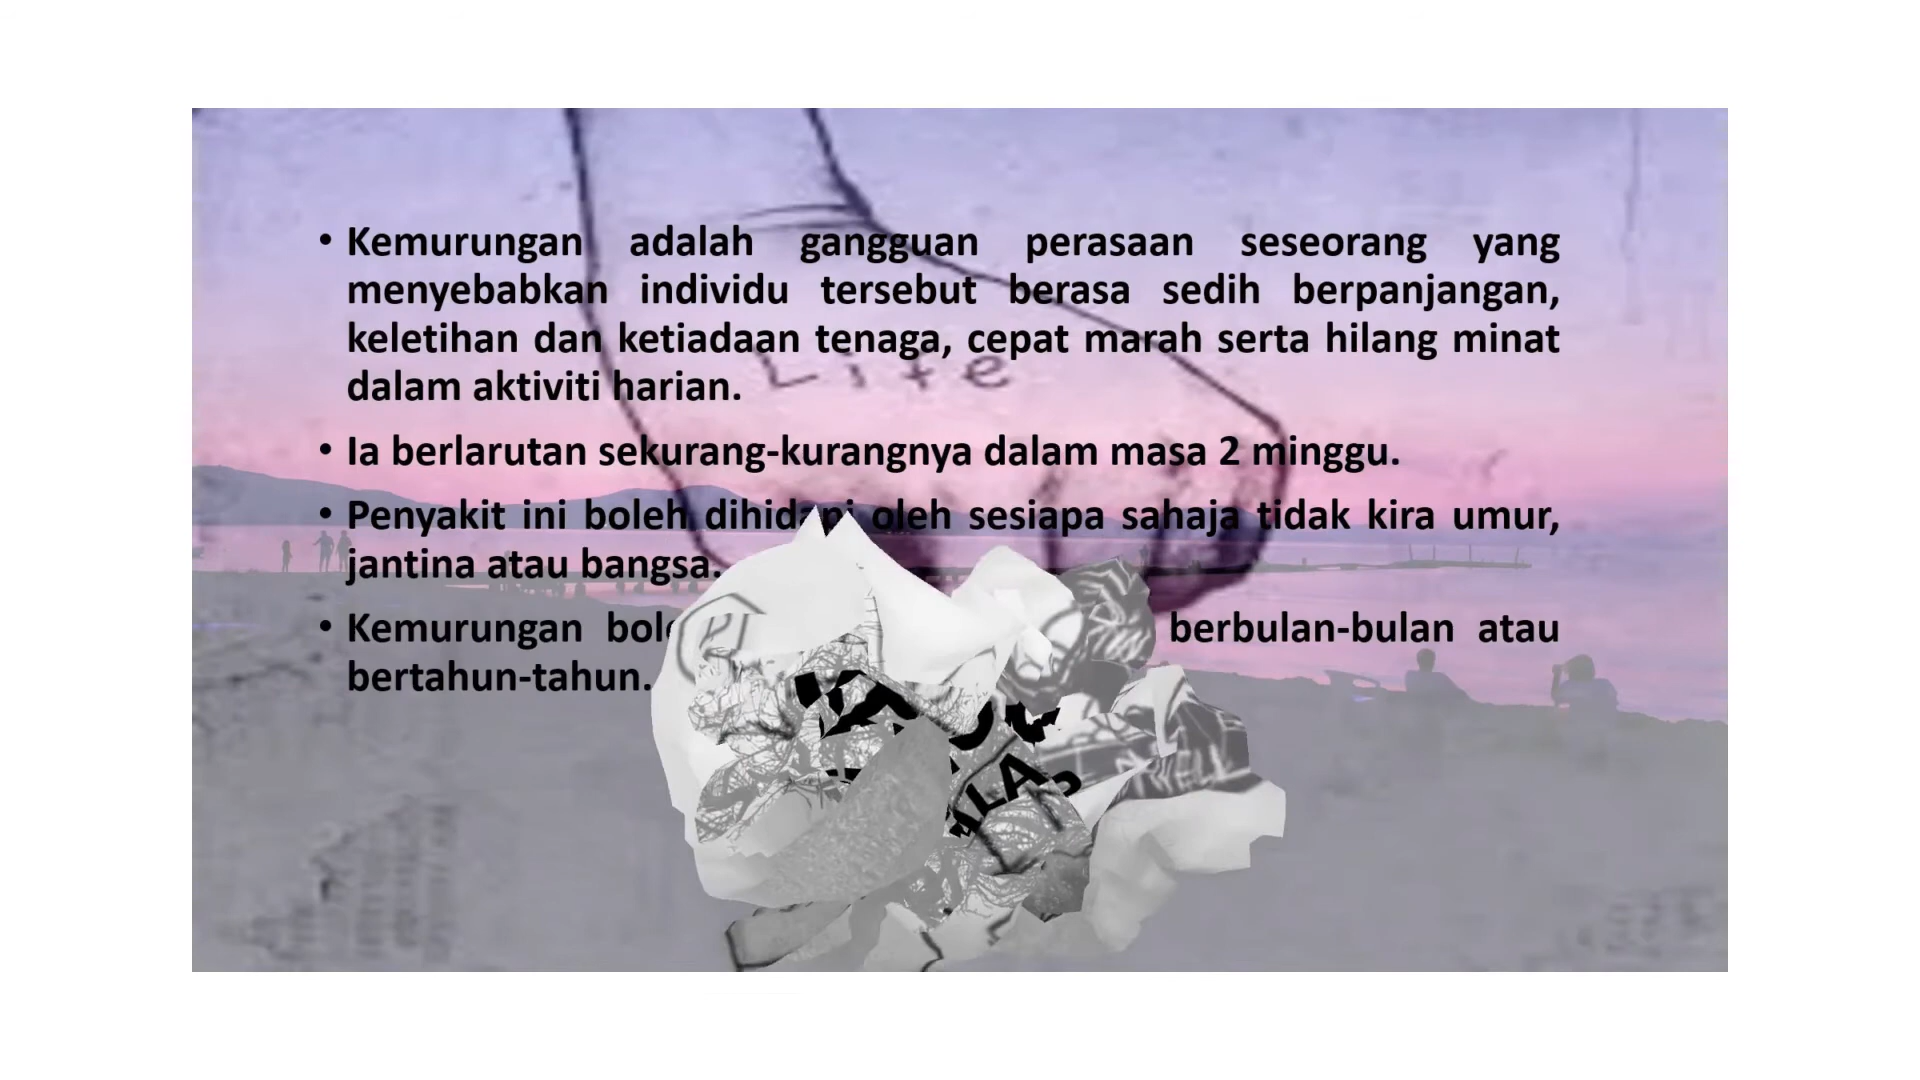 • Kemurungan adalah gangguan perasaan seseorang yang
menyebabkan individu tersebut berasa sedih berpanjangan,
keletihan dan ketiadaan tenaga, cepat marah serta hilang minat
dalam aktiviti harian.
Life
• Ia berlarutan sekurang-kurangnya dalam masa 2 minggu.
• Penyakit ini boleh dihidapi oleh sesiapa sahaja tidak kira umur,
jantina atau bangsa.
• Kemurungan berbulan-bulan atau
bertahun-tahun.